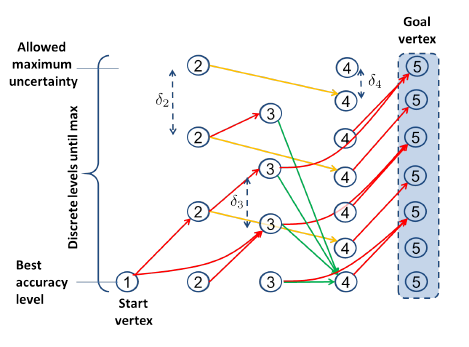 Goal
vertex
Allowed
maximum
uncertainty
Discrete levels until max
Best
accuracy
level
Start
vertex
δ2
δ3
δ4
2 4 5
4 5
3
2 4 5
3 4 5
2 3 4 5
4
1 2 3 4 5
5